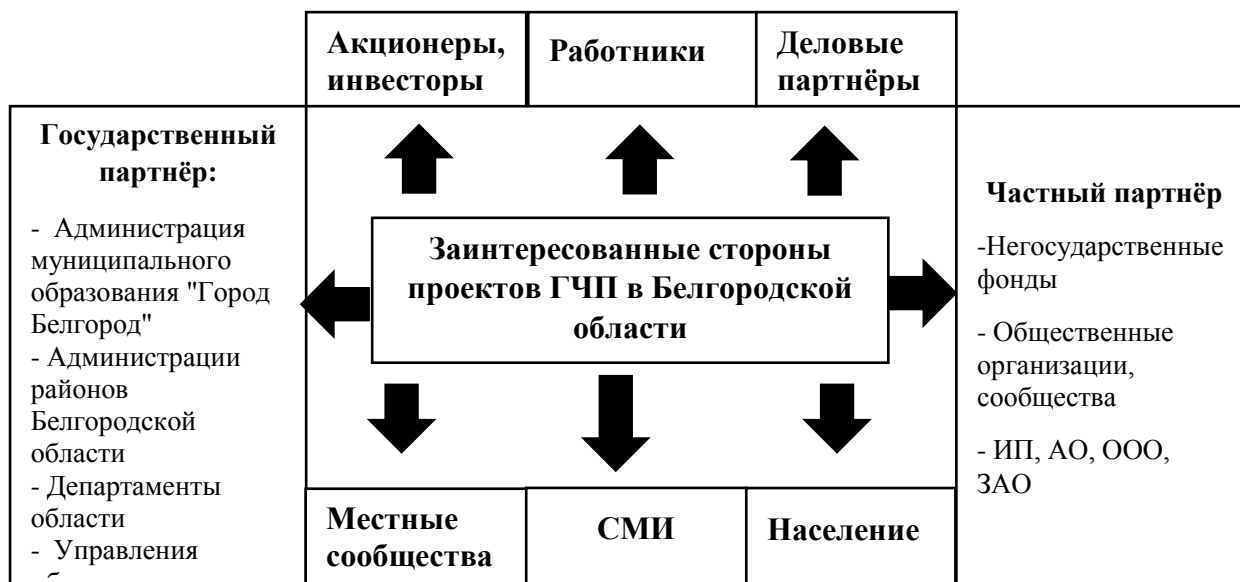 Акционеры,
инвесторы
Работники
Деловые
партнёры
Государственный
партнёр:
- Администрация
муниципального
образования "Город
Белгород"
- Администрации
районов
Белгородской
области
- Департаменты
области
- Управления
Заинтересованные стороны
проектов ГЧП в Белгородской
области
Частный партнёр
-Негосударственные
фонды
- Общественные
организации,
сообщества
- ИП, АО, ООО,
ЗАО
Местные
сообщества
СМИ
Население